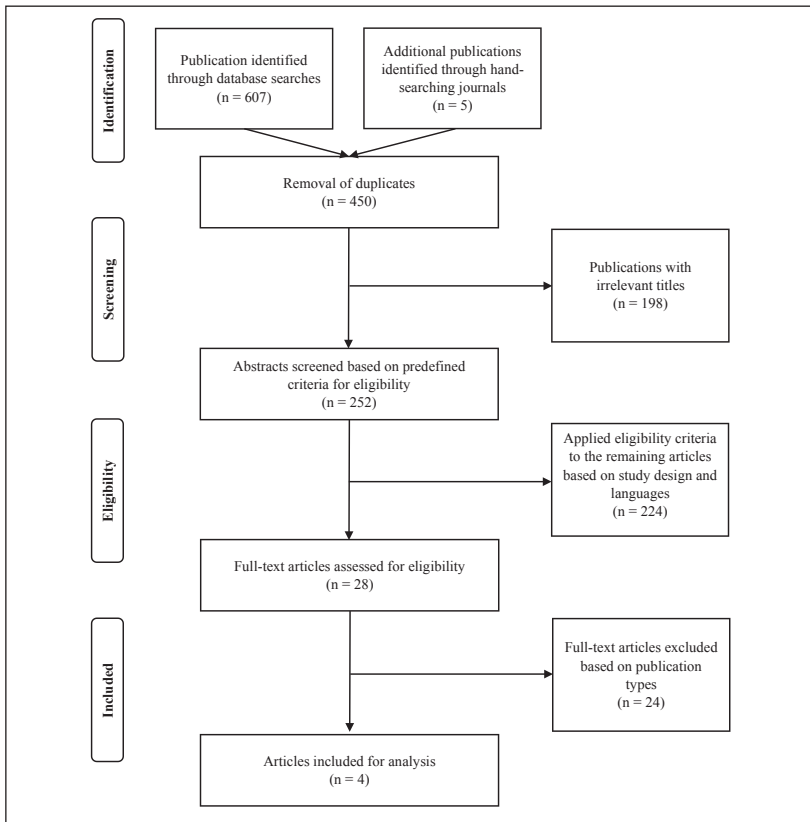 Identification
Publication identified
through database searches
(n = 607)
Additional publications
identified through hand-
searching journals
(n = 5)
Removal of duplicates
(n = 450)
Screening
Publications with
irrelevant titles
(n = 198)
Abstracts screened based on predefined
criteria for eligibility
(n = 252)
Eligibility
Applied eligibility criteria
to the remaining articles
based on study design and
languages
(n = 224)
Full-text articles assessed for eligibility
(n = 28)
Included
Full-text articles excluded
based on publication
types
(n = 24)
Articles included for analysis
(n = 4)